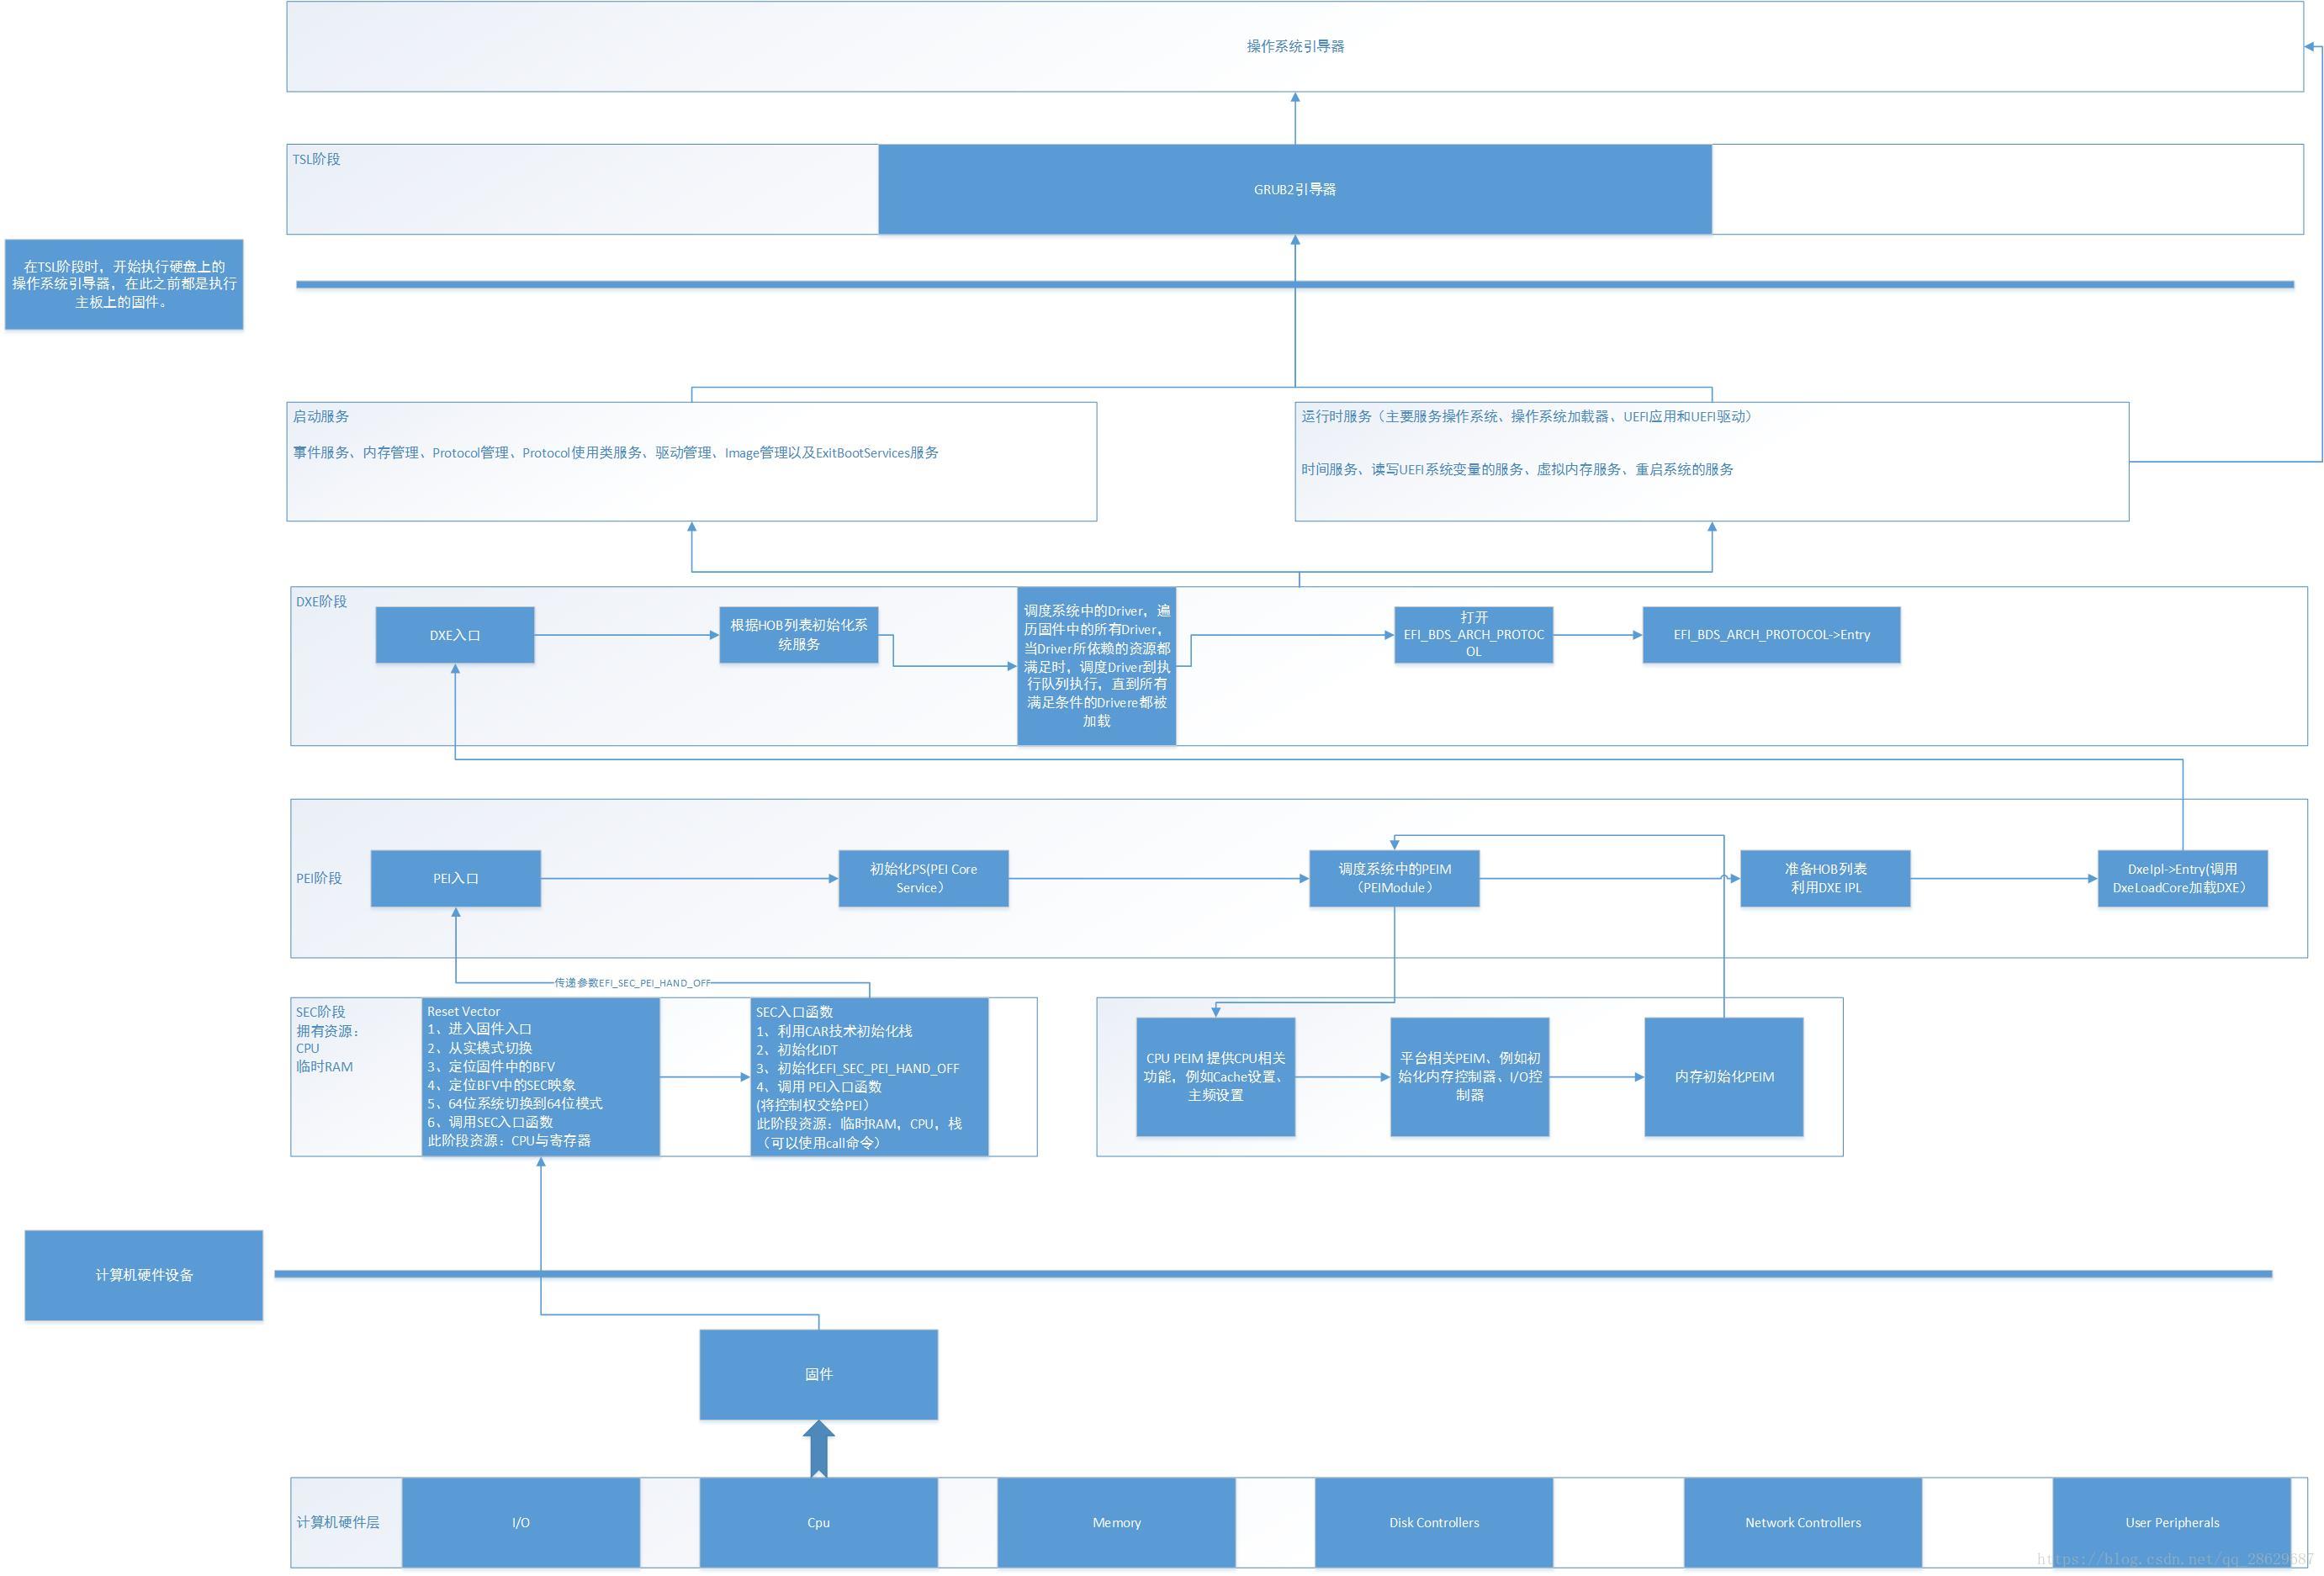 操作系统引导器
TSL阶段
GRUB2引导器
在TSL阶段时，开始执行硬盘上的
操作系统引导器，在此之前都是执行
主板上的固件。
启动服务
事件服务、内存管理、Protocol管理、Protocol使用类服务、驱动管理、Image管理以及ExitBootServices服务
运行时服务（主要服务操作系统、操作系统加载器、UEFI应用和UEFI驱动）
时间服务、读写UEFI系统变量的服务、虚拟内存服务、重启系统的服务
DXE阶段
DXE入口
根据HOB列表初始化系
统服务
调度系统中的Driver，遍
历固件中的所有Driver，
当Driver所依赖的资源都
满足时，调度Driver到执
行队列执行，直到所有
满足条件的Drivere都被
加载
打开
EFI_BDS_ARCH_PROTOC
OL
EFI_BDS_ARCH_PROTOCOL->Entry
PEI阶段
PEI入口
初始化PS(PEI Core
Service）
调度系统中的PEIM
（PEIModule）
准备HOB列表
利用DXE IPL
DxeIpl->Entry(调用
DxeLoadCore加载DXE）
传递参数EFI_SEC_PEI_HAND_OFF
SEC阶段
拥有资源：
CPU
临时RAM
Reset Vector
1、进入固件入口
2、从实模式切换
3、定位固件中的BFV
4、定位BFV中的SEC映象
5、64位系统切换到64位模式
6、调用SEC入口函数
此阶段资源：CPU与寄存器
SEC入口函数
1、利用CAR技术初始化栈
2、初始化IDT
3、初始化EFI_SEC_PEI_HAND_OFF
4、调用 PEI入口函数
(将控制权交给PEI）
此阶段资源：临时RAM，CPU，栈
（可以使用call命令）
CPU PEIM 提供CPU相关
功能，例如Cache设置、
主频设置
平台相关PEIM、例如初
始化内存控制器、I/O控
制器
内存初始化PEIM
计算机硬件设备
固件
计算机硬件层
I/O
Cpu
Memory
Disk Controllers
Network Controllers
User Peripherals
https://blog.csdn.net/qq_28629687